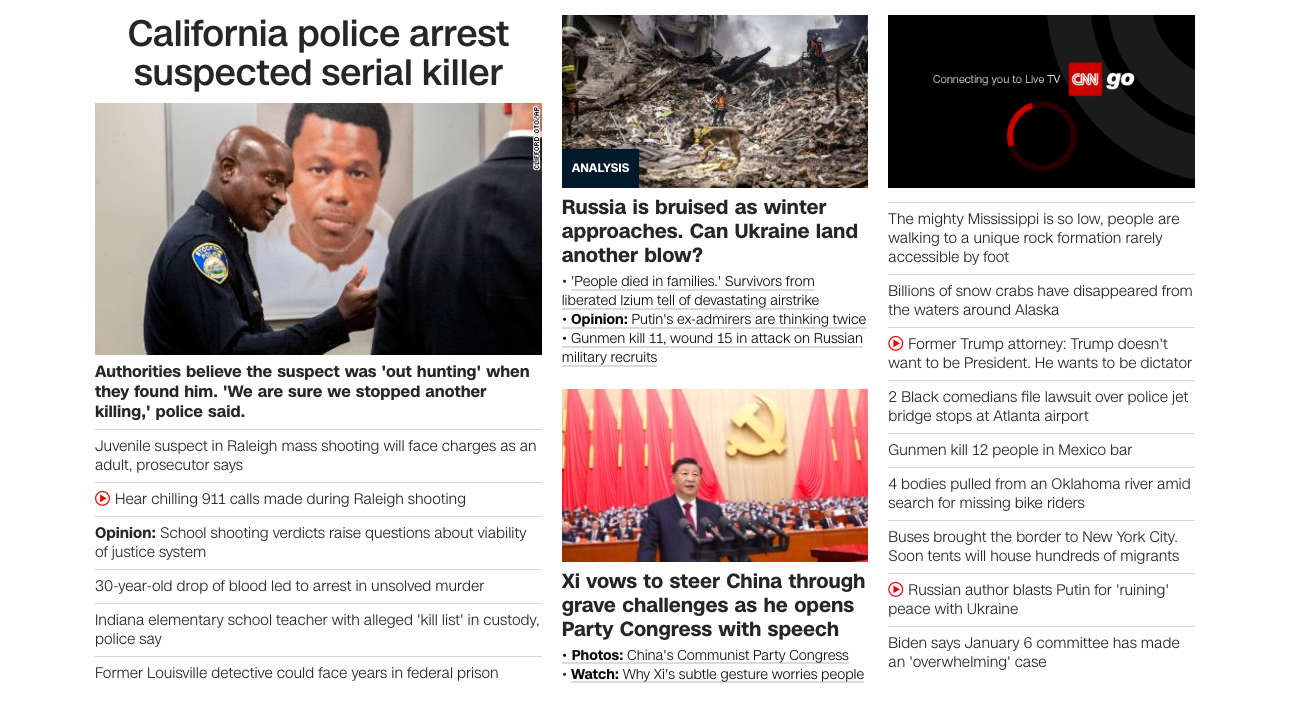 California police arrest
suspected serial killer
CLIFFORD OTO/AP
Authorities believe the suspect was 'out hunting' when
they found him. 'We are sure we stopped another
killing,' police said.
Juvenile suspect in Raleigh mass shooting will face charges as an
adult, prosecutor says
Hear chilling 911 calls made during Raleigh shooting
Opinion: School shooting verdicts raise questions about viability
of justice system
30-year-old drop of blood led to arrest in unsolved murder
Indiana elementary school teacher with alleged 'kill list' in custody,
police say
Former Louisville detective could face years in federal prison
ANALYSIS
Russia is bruised as winter
approaches. Can Ukraine land
another blow?
• 'People died in families.' Survivors from
liberated Izium tell of devastating airstrike
• Opinion: Putin's ex-admirers are thinking twice
• Gunmen kill 11, wound 15 in attack on Russian
military recruits
Xi vows to steer China through
grave challenges as he opens
Party Congress with speech
• Photos: China's Communist Party Congress
• Watch: Why Xi's subtle gesture worries people
Connecting you to Live TV CNN go
The mighty Mississippi is so low, people are
walking to a unique rock formation rarely
accessible by foot
Billions of snow crabs have disappeared from
the waters around Alaska
Former Trump attorney: Trump doesn't
want to be President. He wants to be dictator
2 Black comedians file lawsuit over police jet
bridge stops at Atlanta airport
Gunmen kill 12 people in Mexico bar
4 bodies pulled from an Oklahoma river amid
search for missing bike riders
Buses brought the border to New York City.
Soon tents will house hundreds of migrants
Russian author blasts Putin for 'ruining'
peace with Ukraine
Biden says January 6 committee has made
an 'overwhelming' case